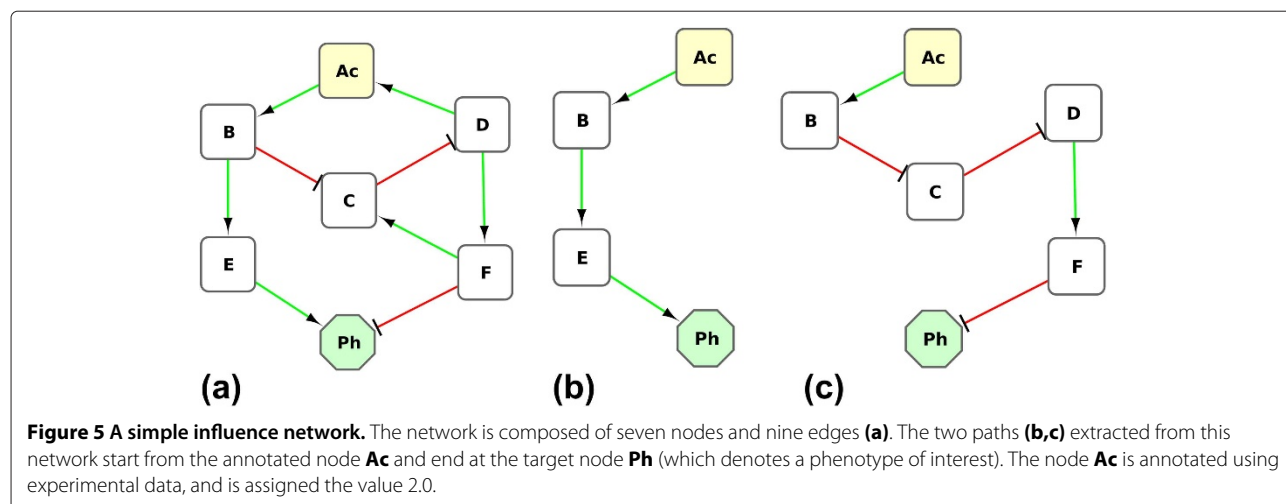 Ac
B
D
C
E
F
Ph
(a)
Ac
B
E
Ph
(b)
Ac
B
D
C
F
Ph
(c)
Figure 5 A simple influence network. The network is composed of seven nodes and nine edges (a). The two paths (b,c) extracted from this
network start from the annotated node Ac and end at the target node Ph (which denotes a phenotype of interest). The node Ac is annotated using
experimental data, and is assigned the value 2.0.